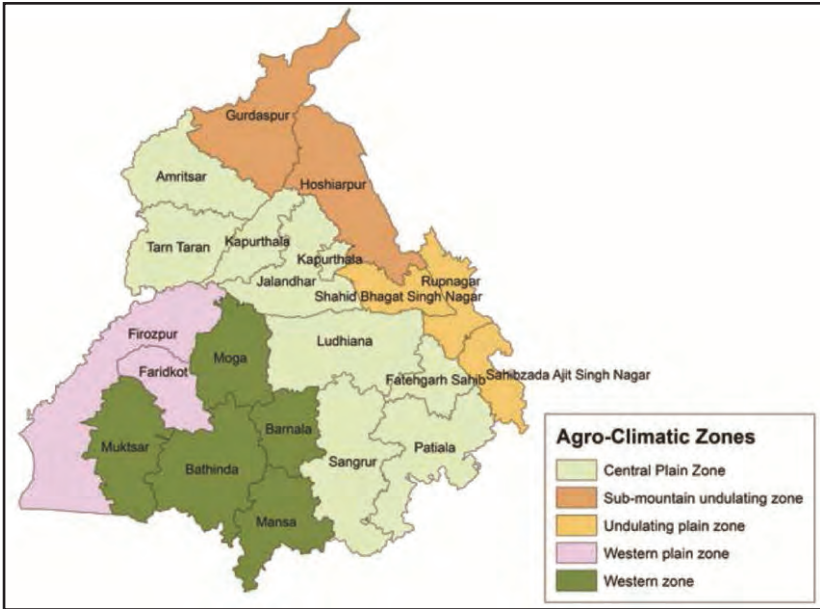 Gurdaspur
Amritsar
Hoshiarpur
Tarn Taran
Kapurthala
Kapurthala
Rupnagar
Jalandhar
Shahid Bhagat Singh Nagar
Firozpur
Ludhiana
Moga
Faridkot
Sahibzada Ajit Singh Nagar
Fatehgarh Sahib
Barnala
Muktsar
Patiala
Sangrur
Bathinda
Mansa
Agro-Climatic Zones
Central Plain Zone
Sub-mountain undulating zone
Undulating plain zone
Western plain zone
Western zone